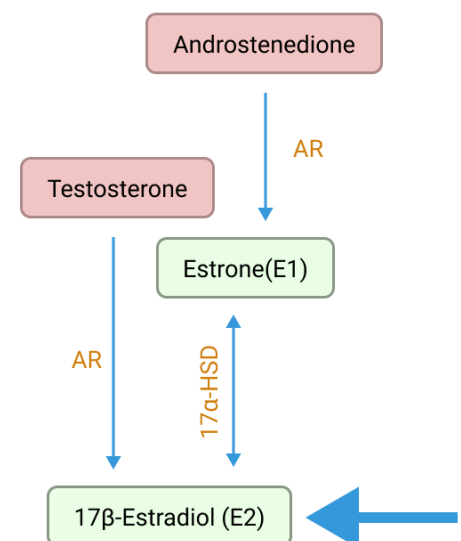 Androstenedione
AR
Testosterone
Estrone(E1)
AR
17α-HSD
17β-Estradiol (E2)